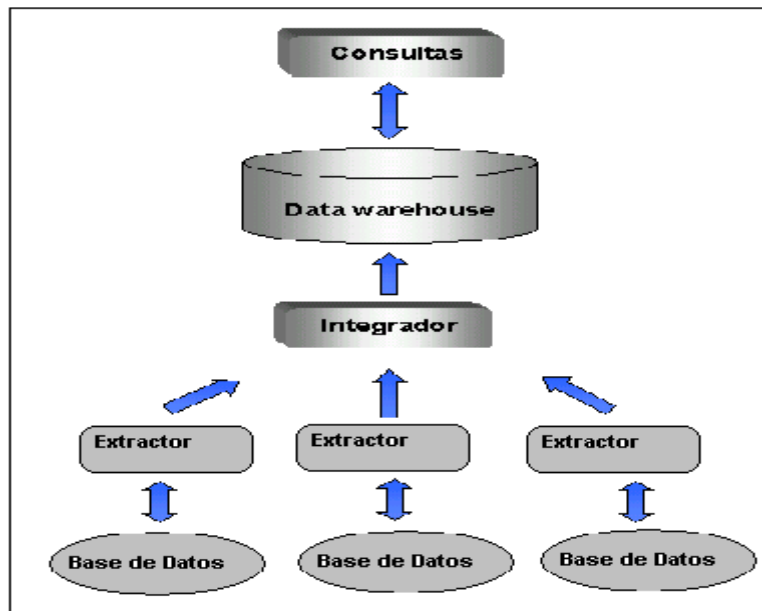 Consultas
Data warehouse
Integrador
Extractor
Extractor
Extractor
Base de Datos
Base de Datos
Base de Datos